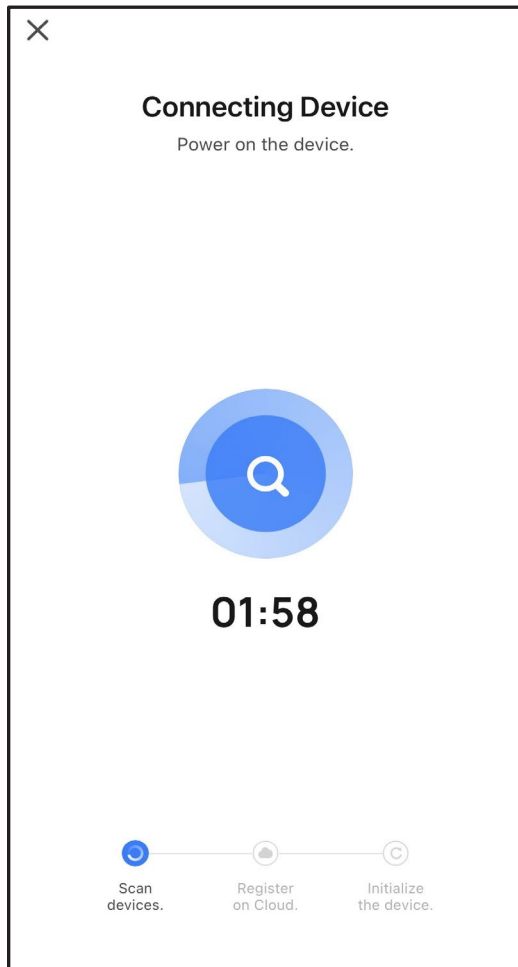 Connecting Device
Power on the device.
01:58
Scan
devices.
Register
on Cloud.
Initialize
the device.